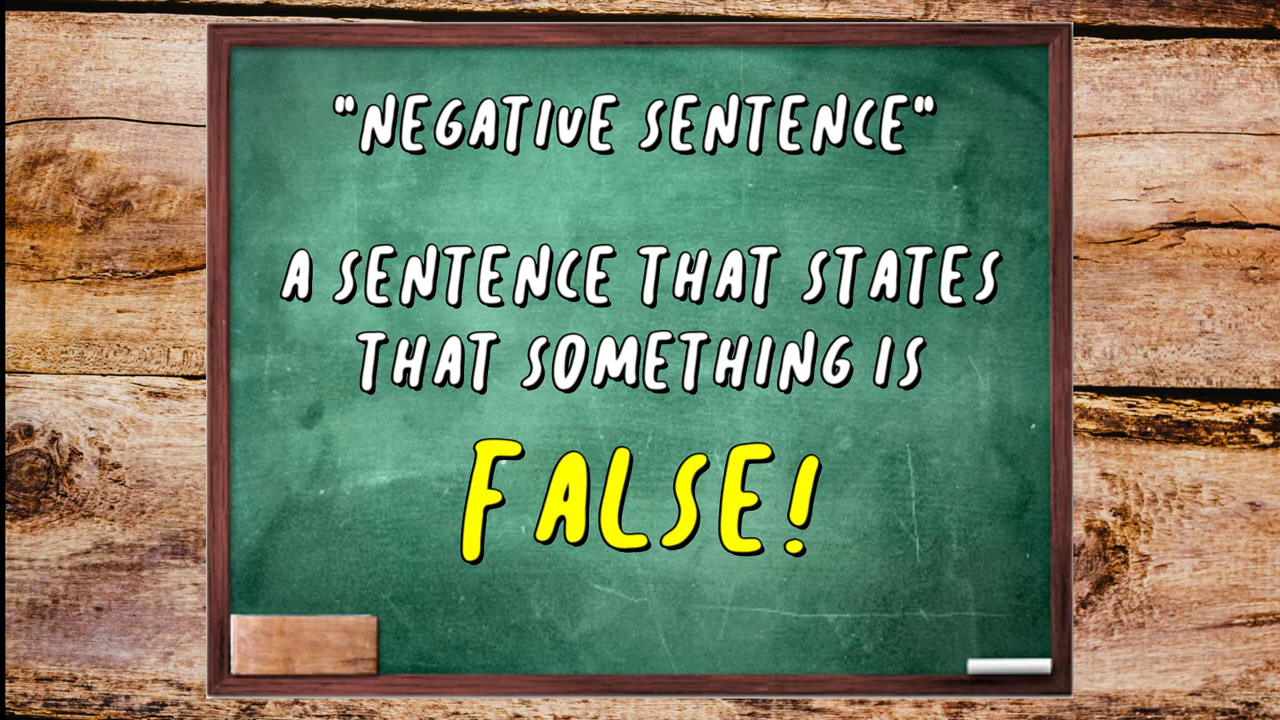 "NEGATIVE SENTENCE"
A SENTENCE THAT STATES
THAT SOMETHING IS
FALSE!